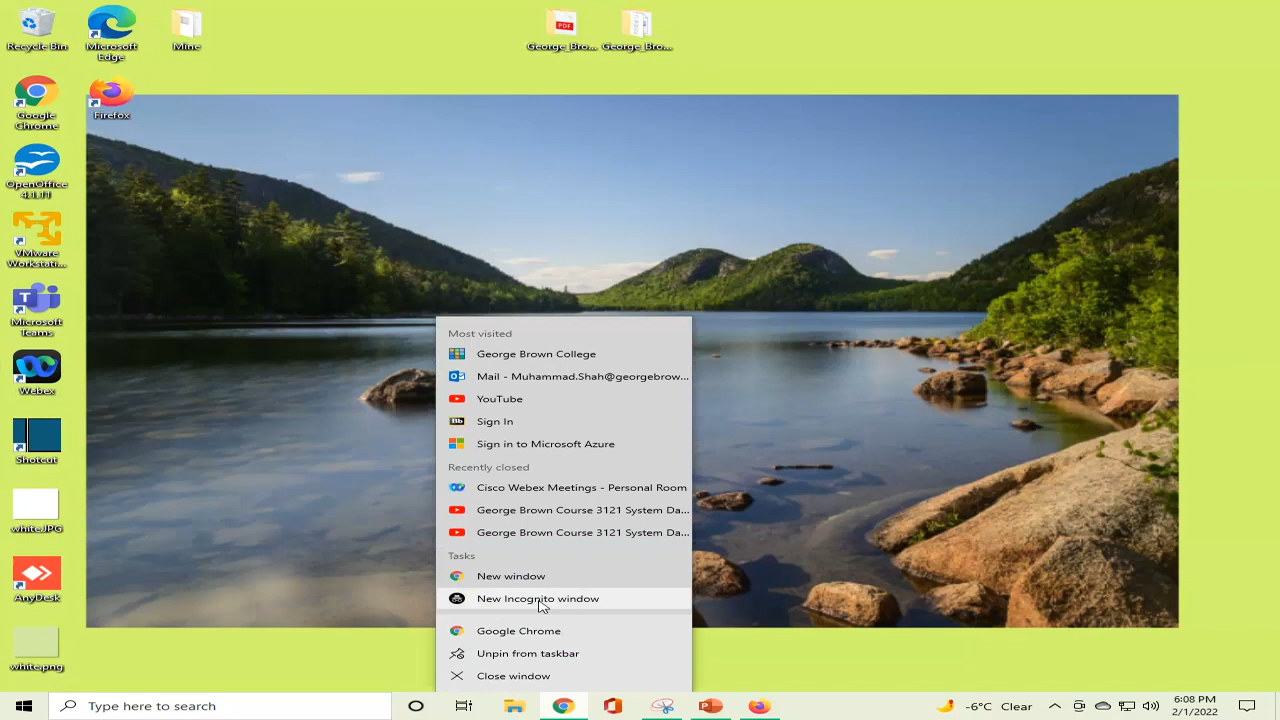 Recycle Bin
Microsoft
Edge
Mine
George_Bro...
George_Bro...
Google
Chrome
Firefox
OpenOffice
4.1.11
VMware
Workstati...
Microsoft
Teams
Webex
Shotcut
white.JPG
AnyDesk
white.png
PDF
Most visited
George Brown College
Mail - Muhammad.Shah@georgebrow...
YouTube
Bb
Sign In
Sign in to Microsoft Azure
Recently closed
Cisco Webex Meetings - Personal Room
George Brown Course 3121 System Da...
George Brown Course 3121 System Da...
Tasks
New window
New Incognito window
Google Chrome
Unpin from taskbar
Close window
Type here to search
-6°C Clear
6:08 PM
2/1/2022